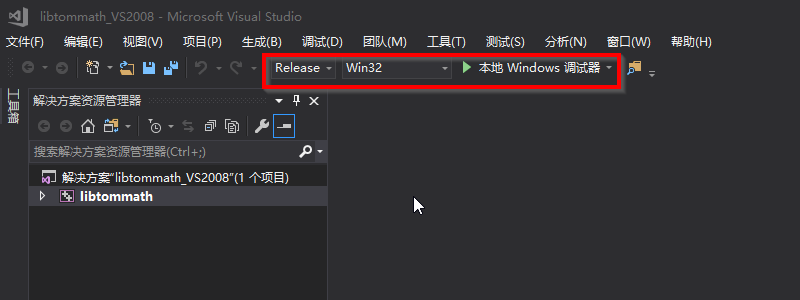 libtommath_VS2008 - Microsoft Visual Studio
文件(F) 编辑(E) 视图(V) 项目(P) 生成(B) 调试(D) 团队(M) 工具(T) 测试(S) 分析(N) 窗口(W) 帮助(H)
Release Win32 本地 Windows 调试器
工具箱
解决方案资源管理器
搜索解决方案资源管理器(Ctrl+;)
解决方案"libtommath_VS2008"(1 个项目)
libtommath